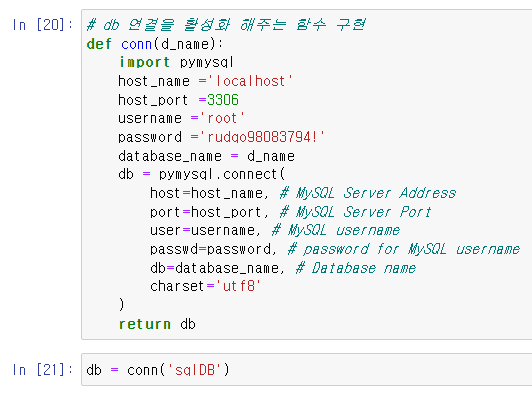 In [20]: # db 연결을 활성화 해주는 함수 구현
def conn(d_name):
    import pymysql
    host_name ='localhost'
    host_port =3306
    username ='root'
    password ='rudgo98083794!'
    database_name = d_name
    db = pymysql.connect(
        host=host_name, # MySQL Server Address
        port=host_port, # MySQL Server Port
        user=username, # MySQL username
        passwd=password, # password for MySQL username
        db=database_name, # Database name
        charset='utf8'
    )
    return db
In [21]: db = conn('sqlDB')